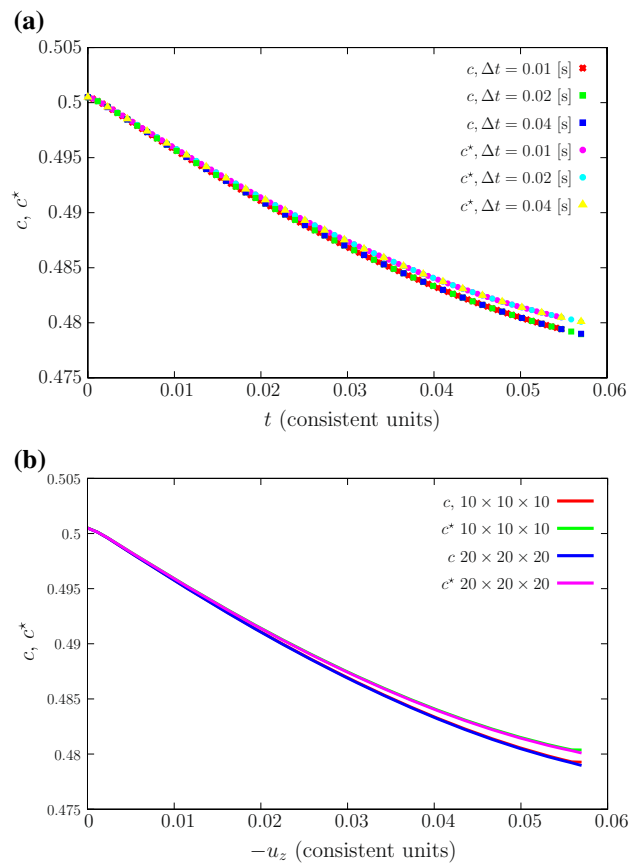 (a)
0.505
0.5
0.495
0.49
0.485
0.48
0.475
c, c⋆
c, Δt = 0.01 [s]
c, Δt = 0.02 [s]
c, Δt = 0.04 [s]
c⋆, Δt = 0.01 [s]
c⋆, Δt = 0.02 [s]
c⋆, Δt = 0.04 [s]
0 0.01 0.02 0.03 0.04 0.05 0.06
t (consistent units)
(b)
0.505
0.5
0.495
0.49
0.485
0.48
0.475
c, c⋆
c, 10 × 10 × 10
c⋆ 10 × 10 × 10
c 20 × 20 × 20
c⋆ 20 × 20 × 20
0 0.01 0.02 0.03 0.04 0.05 0.06
−u_z (consistent units)